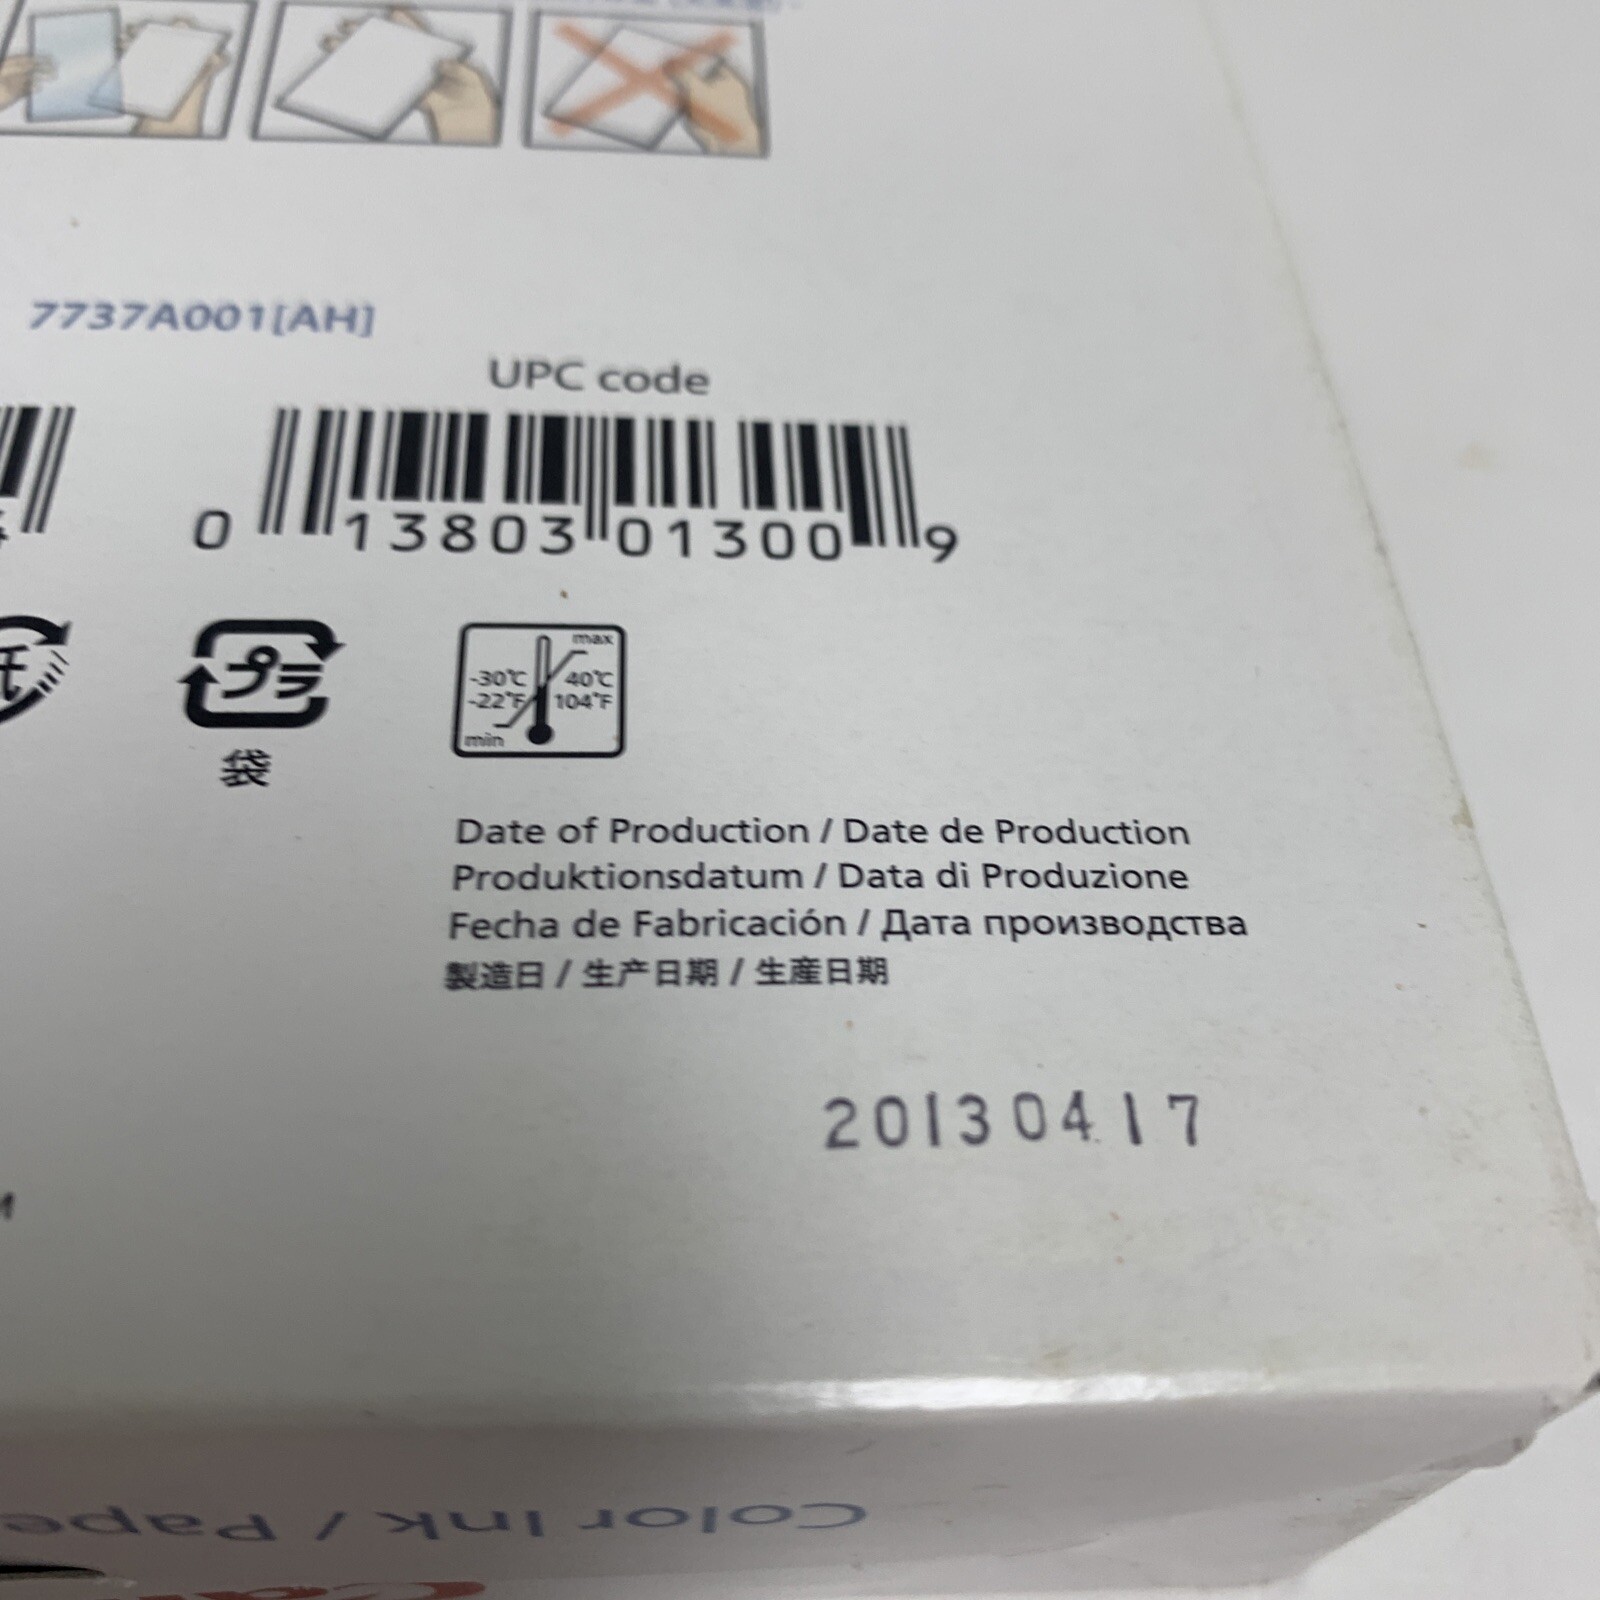 7737A001[AH]
UPC code
0 13803 01300 9
プラ
袋
max
-30℃ 40℃
-22°F 104°F
min
Date of Production / Date de Production
Produktionsdatum / Data di Produzione
Fecha de Fabricación / Дата производства
製造日 / 生产日期 / 生産日期
20130417
Color Ink / Pape